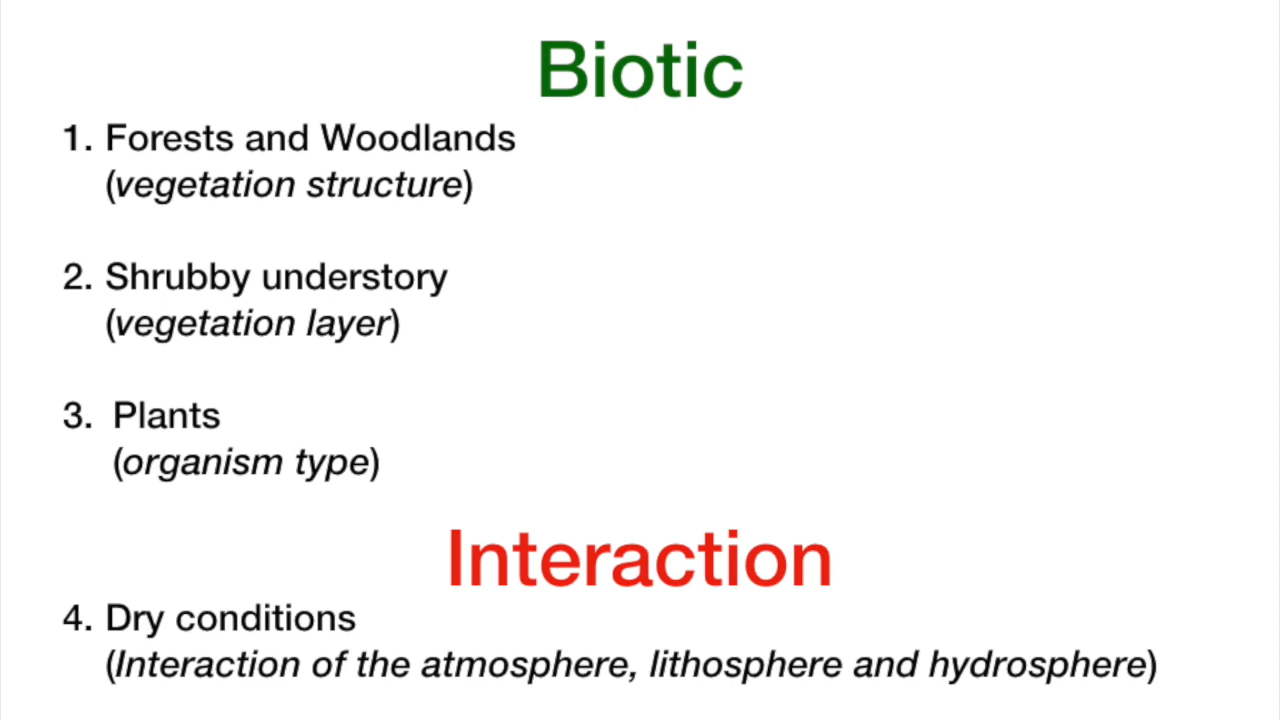 Biotic
1. Forests and Woodlands
(vegetation structure)
2. Shrubby understory
(vegetation layer)
3. Plants
(organism type)
Interaction
4. Dry conditions
(Interaction of the atmosphere, lithosphere and hydrosphere)